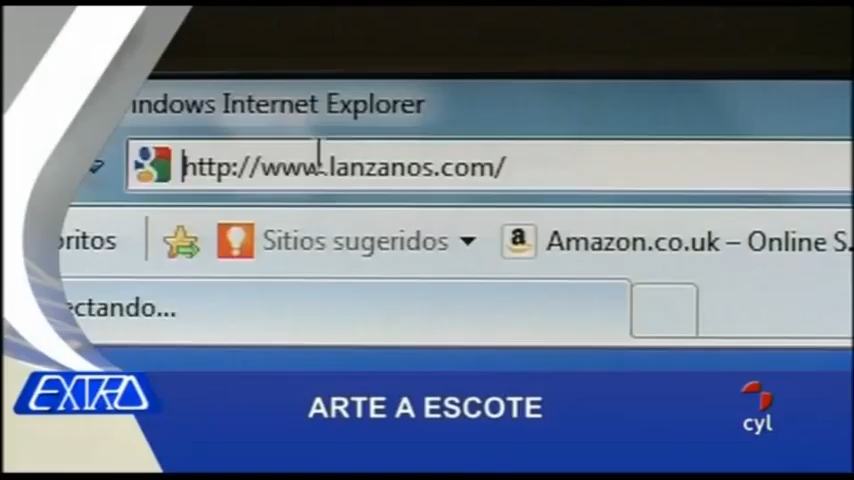 indows Internet Explorer
http://www.lanzanos.com/
oritos Sitios sugeridos Amazon.co.uk – Online S.
ectando...
EXTRA
ARTE A ESCOTE
cyl